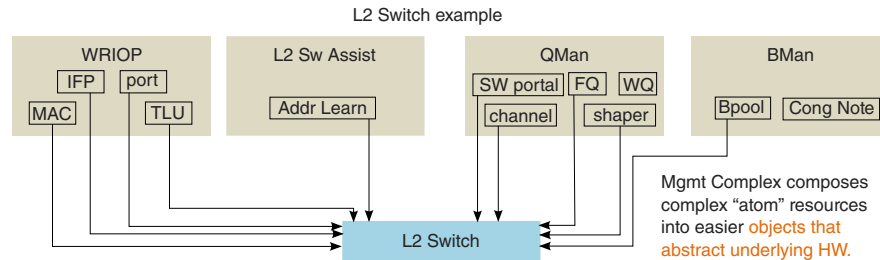 L2 Switch example
WRIOP
L2 Sw Assist
QMan
BMan
IFP
port
SW portal
FQ
WQ
MAC
TLU
Addr Learn
channel
shaper
Bpool
Cong Note
Mgmt Complex composes
complex “atom” resources
into easier objects that
abstract underlying HW.
L2 Switch